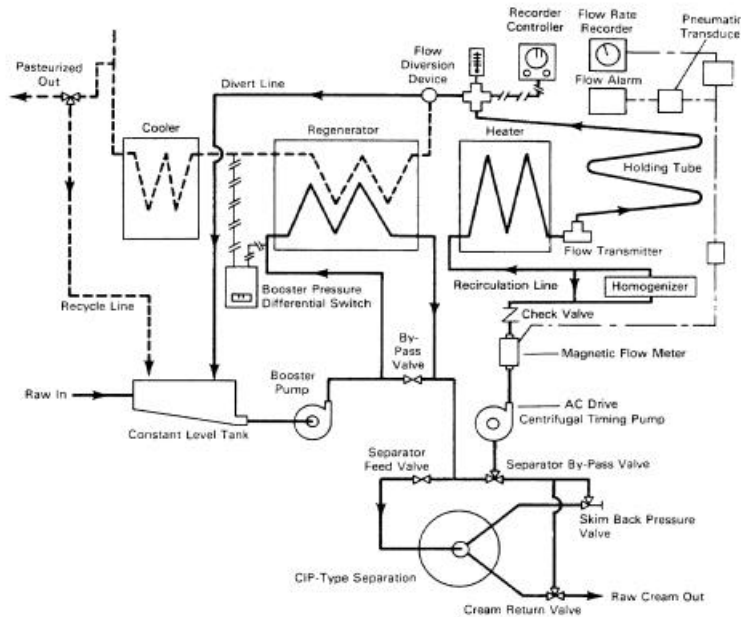 Recorder
Controller
Flow Rate
Recorder
Pneumatic
Transduce
Pasteurized
Out
Divert Line
Flow
Diversion
Device
Flow Alarm
Cooler
Regenerator
Heater
Holding Tube
Flow Transmitter
Recycle Line
Booster Pressure
Differential Switch
Recirculation Line
Homogenizer
Check Valve
By-
Pass
Valve
Magnetic Flow Meter
Raw In
Booster
Pump
Constant Level Tank
AC Drive
Centrifugal Timing Pump
Separator
Feed Valve
Separator By-Pass Valve
Skim Back Pressure
Valve
CIP-Type Separation
Raw Cream Out
Cream Return Valve